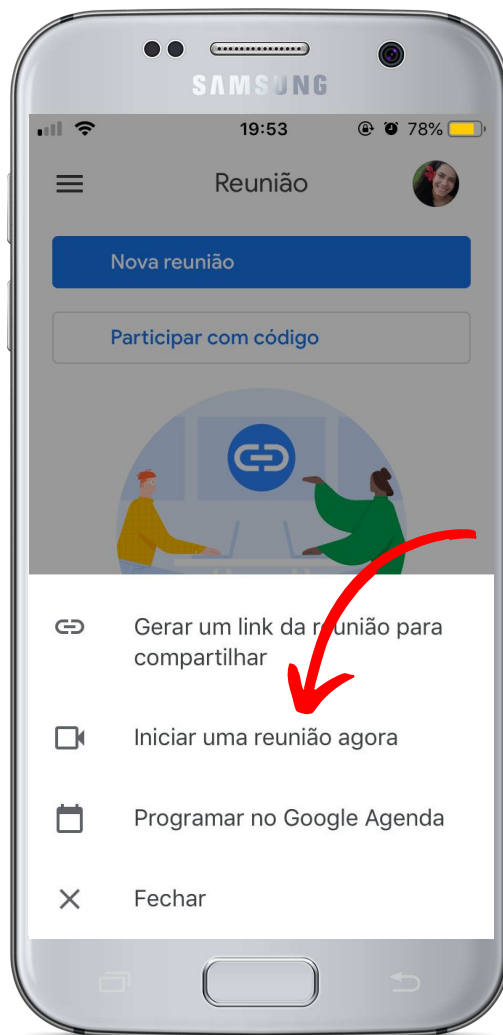 SAMSUNG
19:53
78%
Reunião
Nova reunião
Participar com código
Gerar um link da reunião para
compartilhar
Iniciar uma reunião agora
Programar no Google Agenda
Fechar